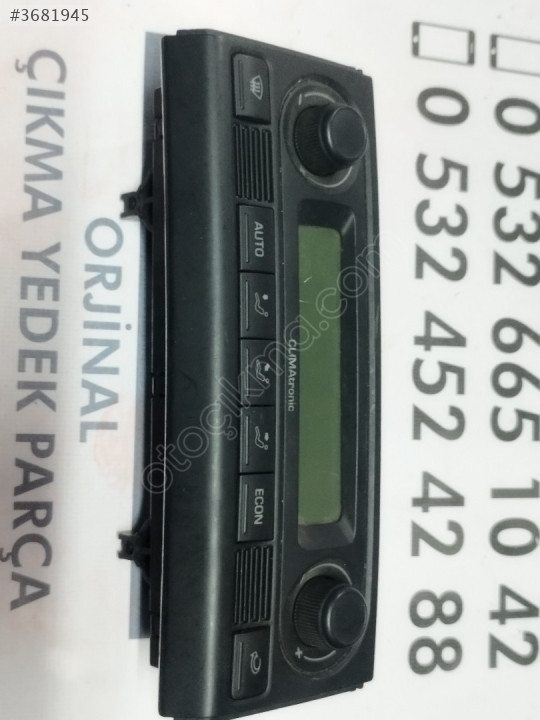 #3681945
0 532 665 10 42
0 532 452 42 88
CLIMAtronic
AUTO
ECON
- +
ORJİNAL
ÇIKMA YEDEK PARÇA
otoçıkma.com